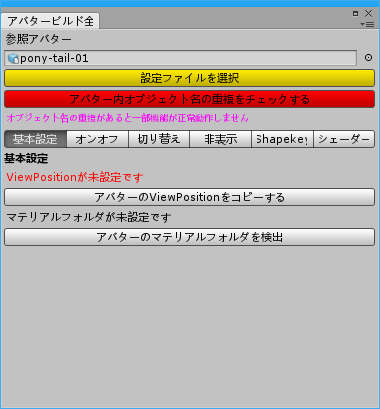 アバタービルド全
参照アバター
pony-tail-01
設定ファイルを選択
アバター内オブジェクト名の重複をチェックする
オブジェクト名の重複があると一部機能が正常動作しません
基本設定 オンオフ 切り替え 非表示 Shapekey シェーダー
基本設定
ViewPositionが未設定です
アバターのViewPositionをコピーする
マテリアルフォルダが未設定です
アバターのマテリアルフォルダを検出